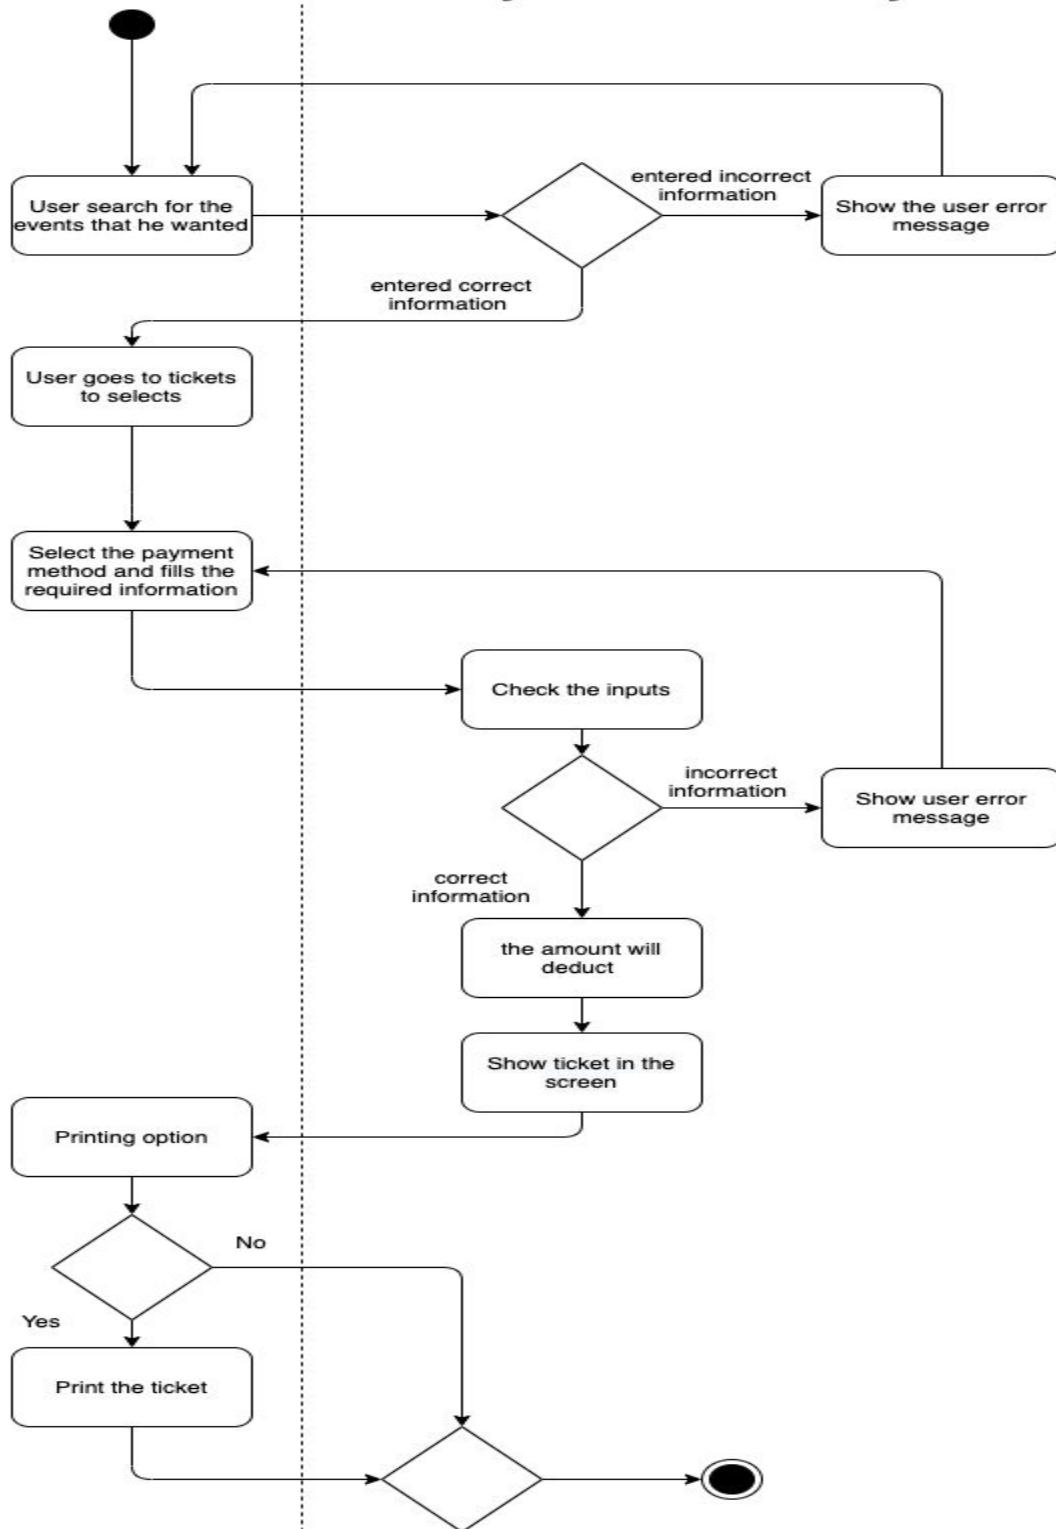 User search for the
events that he wanted
entered incorrect
information
Show the user error
message
entered correct
information
User goes to tickets
to selects
Select the payment
method and fills the
required information
Check the inputs
incorrect
information
Show user error
message
correct
information
the amount will
deduct
Show ticket in the
screen
Printing option
No
Yes
Print the ticket